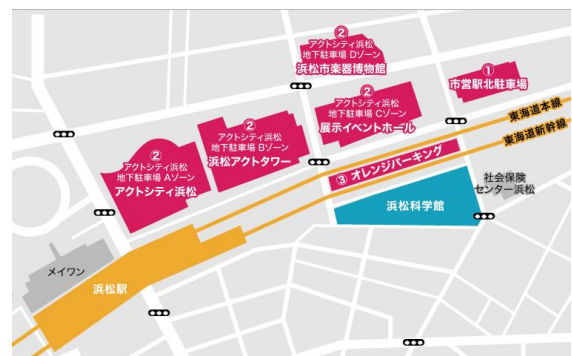 ②
アクトシティ浜松
地下駐車場 Dゾーン
浜松市楽器博物館
①
市営駅北駐車場
②
アクトシティ浜松
地下駐車場 Cゾーン
展示イベントホール
②
アクトシティ浜松
地下駐車場 Bゾーン
浜松アクトタワー
②
アクトシティ浜松
地下駐車場 Aゾーン
アクトシティ浜松
東海道本線
東海道新幹線
③ オレンジパーキング
社会保険
センター浜松
浜松科学館
メイワン
浜松駅